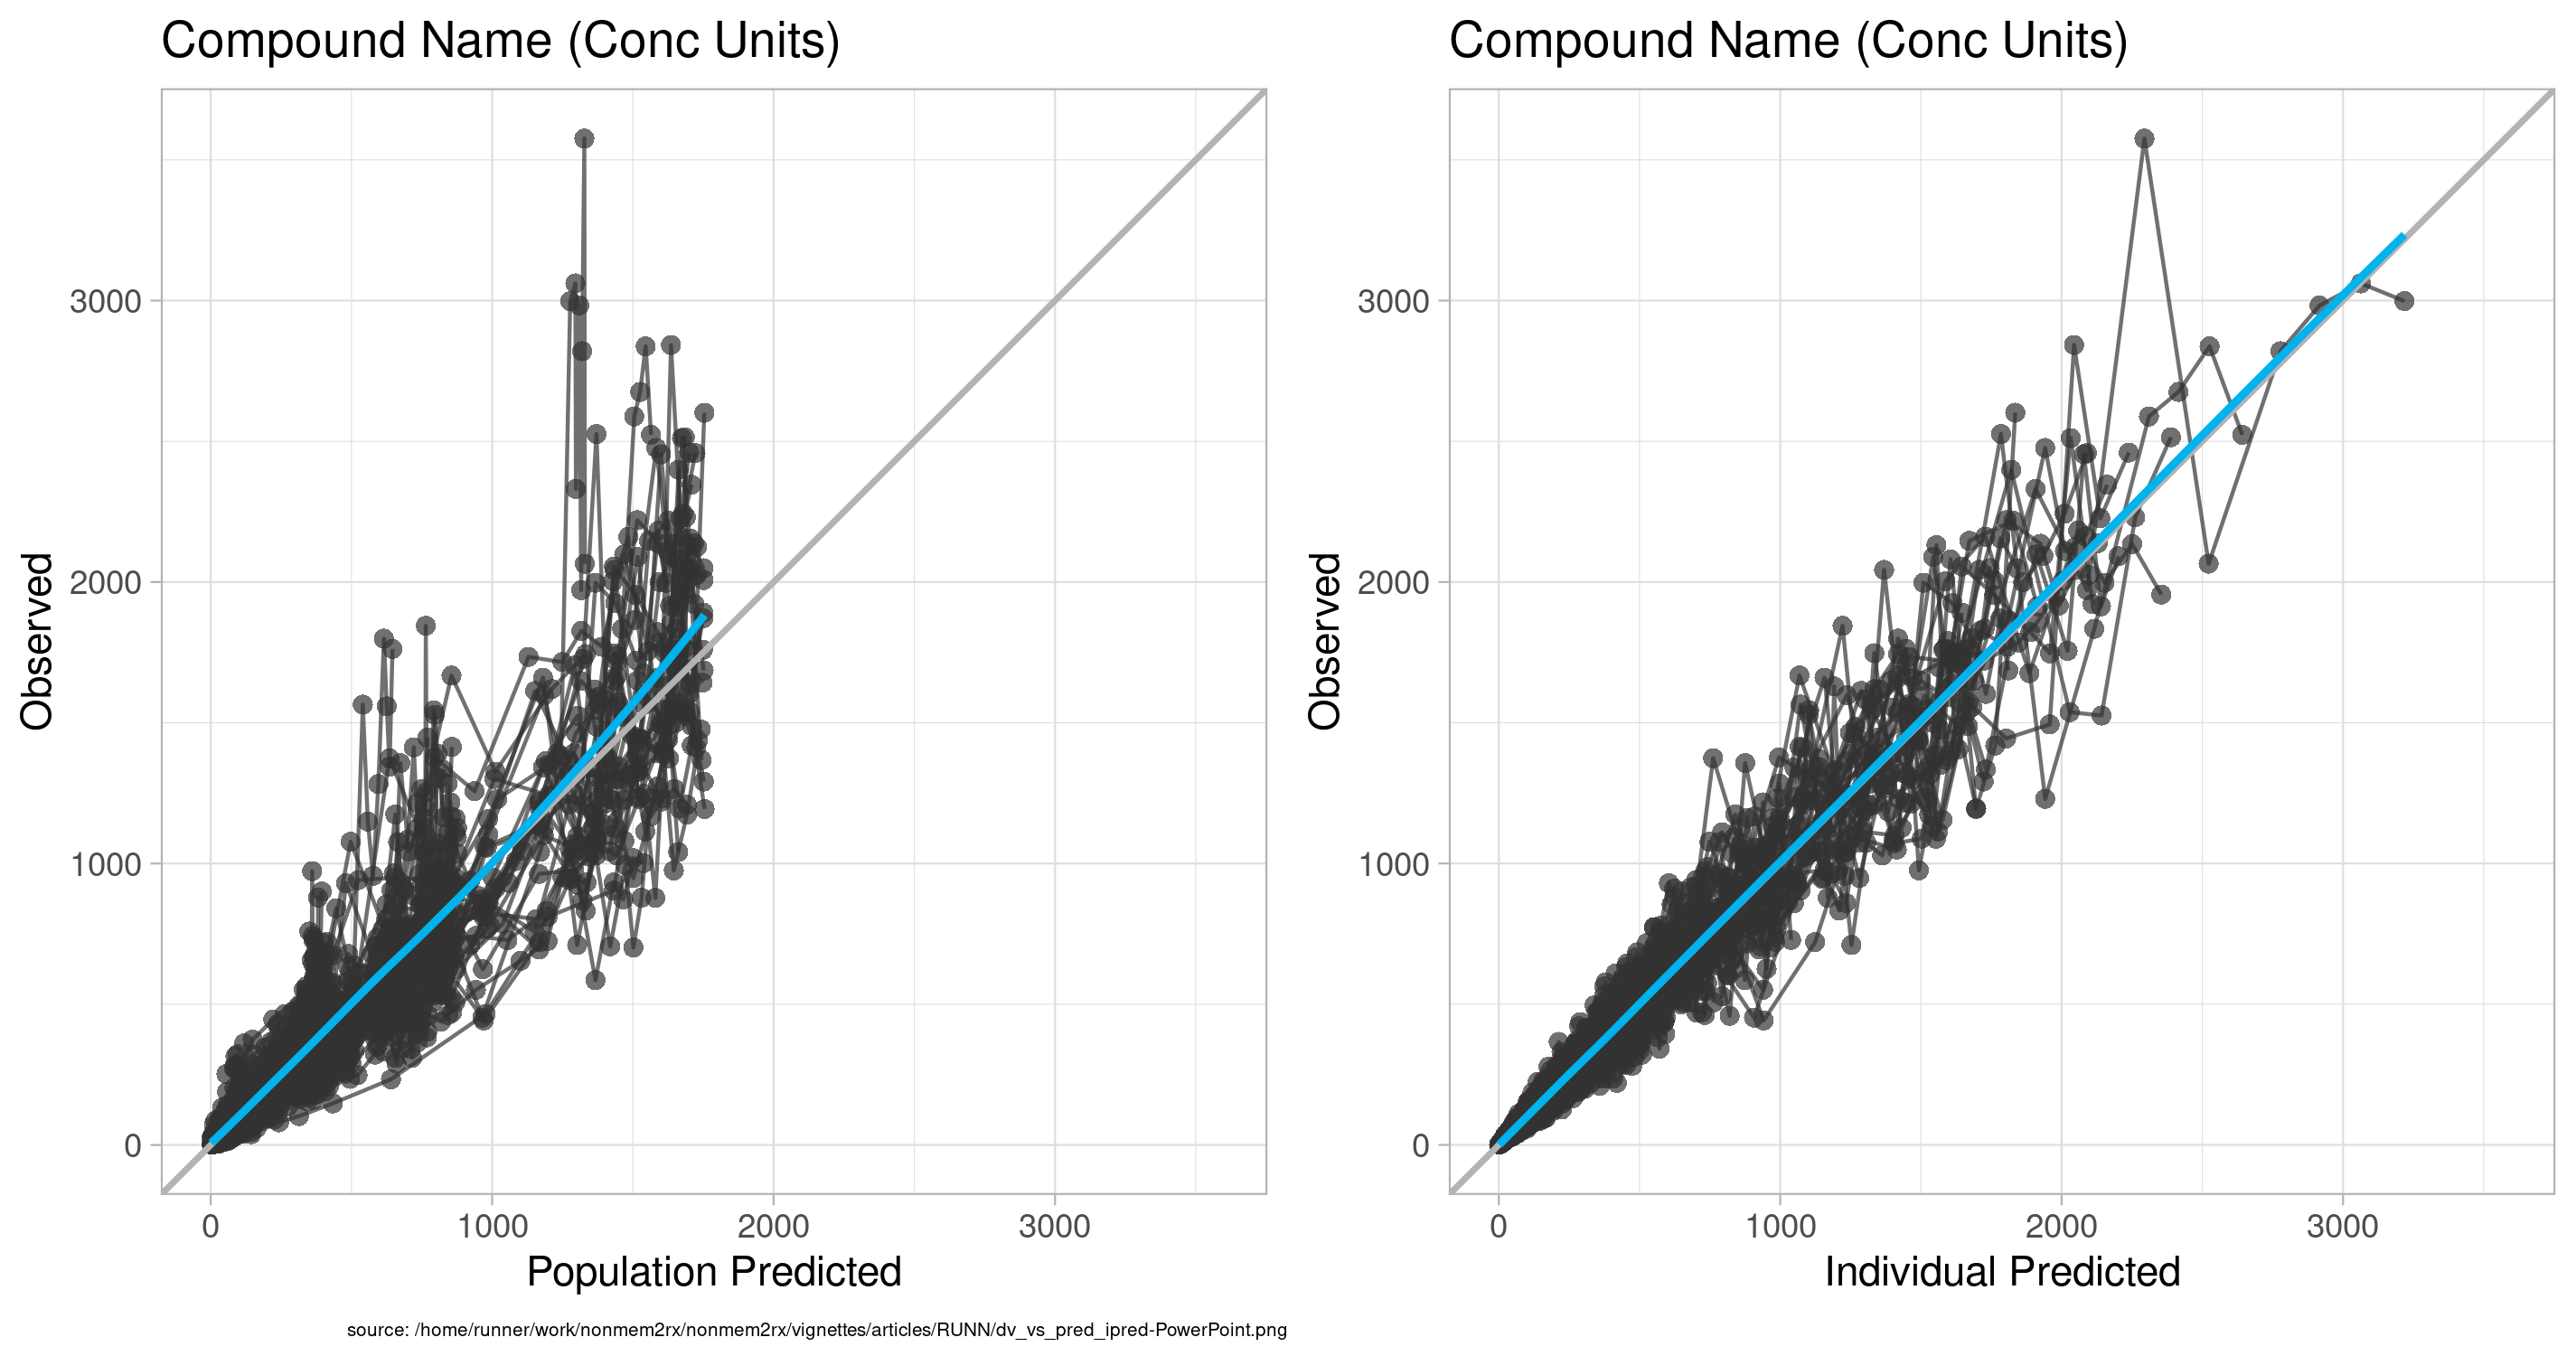 Compound Name (Conc Units)
Observed
3000
2000
1000
0
0 1000 2000 3000
Population Predicted
Compound Name (Conc Units)
Observed
3000
2000
1000
0
0 1000 2000 3000
Individual Predicted
source: /home/runner/work/nonmem2rx/nonmem2rx/vignettes/articles/RUNN/dv_vs_pred_ipred-PowerPoint.png